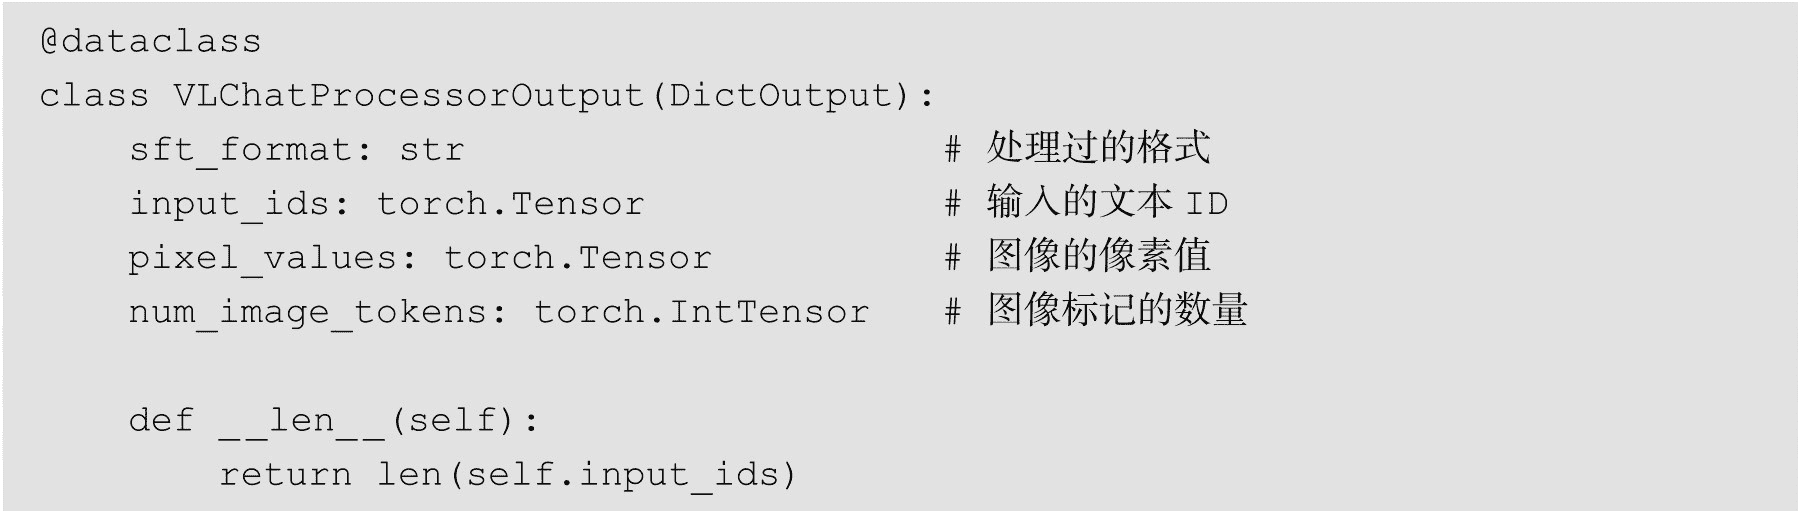 @dataclass
class VLChatProcessorOutput(DictOutput):
    sft_format: str                     # 处理过的格式
    input_ids: torch.Tensor             # 输入的文本 ID
    pixel_values: torch.Tensor          # 图像的像素值
    num_image_tokens: torch.IntTensor   # 图像标记的数量

    def __len__(self):
        return len(self.input_ids)